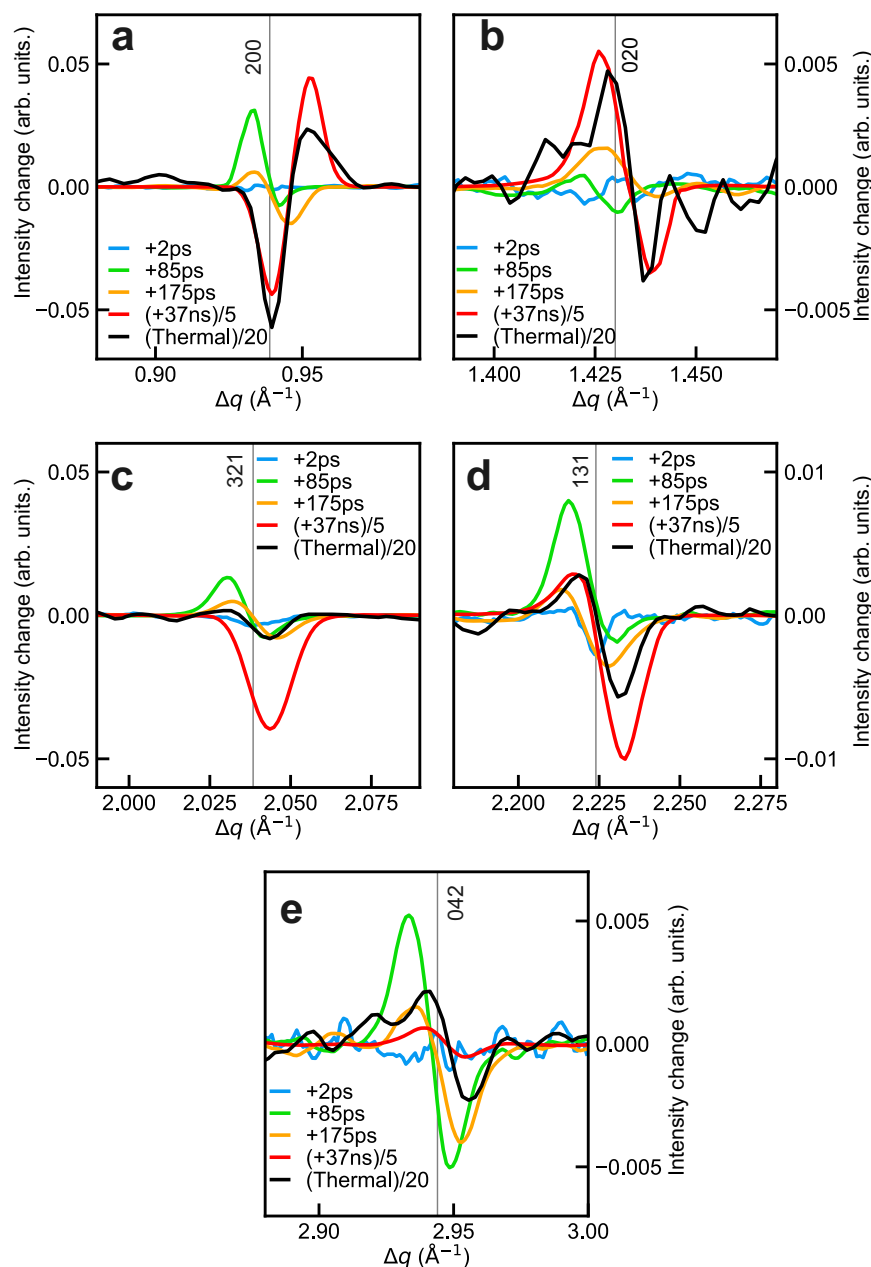 a
200
Intensity change (arb. units.)
0.05
0.00
−0.05
+2ps
+85ps
+175ps
(+37ns)/5
(Thermal)/20
0.90
0.95
Δq (Å⁻¹)
b
020
Intensity change (arb. units.)
0.005
0.000
−0.005
+2ps
+85ps
+175ps
(+37ns)/5
(Thermal)/20
1.400
1.425
1.450
Δq (Å⁻¹)
c
321
Intensity change (arb. units.)
0.05
0.00
−0.05
+2ps
+85ps
+175ps
(+37ns)/5
(Thermal)/20
2.000
2.025
2.050
2.075
Δq (Å⁻¹)
d
131
Intensity change (arb. units.)
0.01
0.00
−0.01
+2ps
+85ps
+175ps
(+37ns)/5
(Thermal)/20
2.200
2.225
2.250
2.275
Δq (Å⁻¹)
e
042
Intensity change (arb. units.)
0.005
0.000
−0.005
+2ps
+85ps
+175ps
(+37ns)/5
(Thermal)/20
2.90
2.95
3.00
Δq (Å⁻¹)